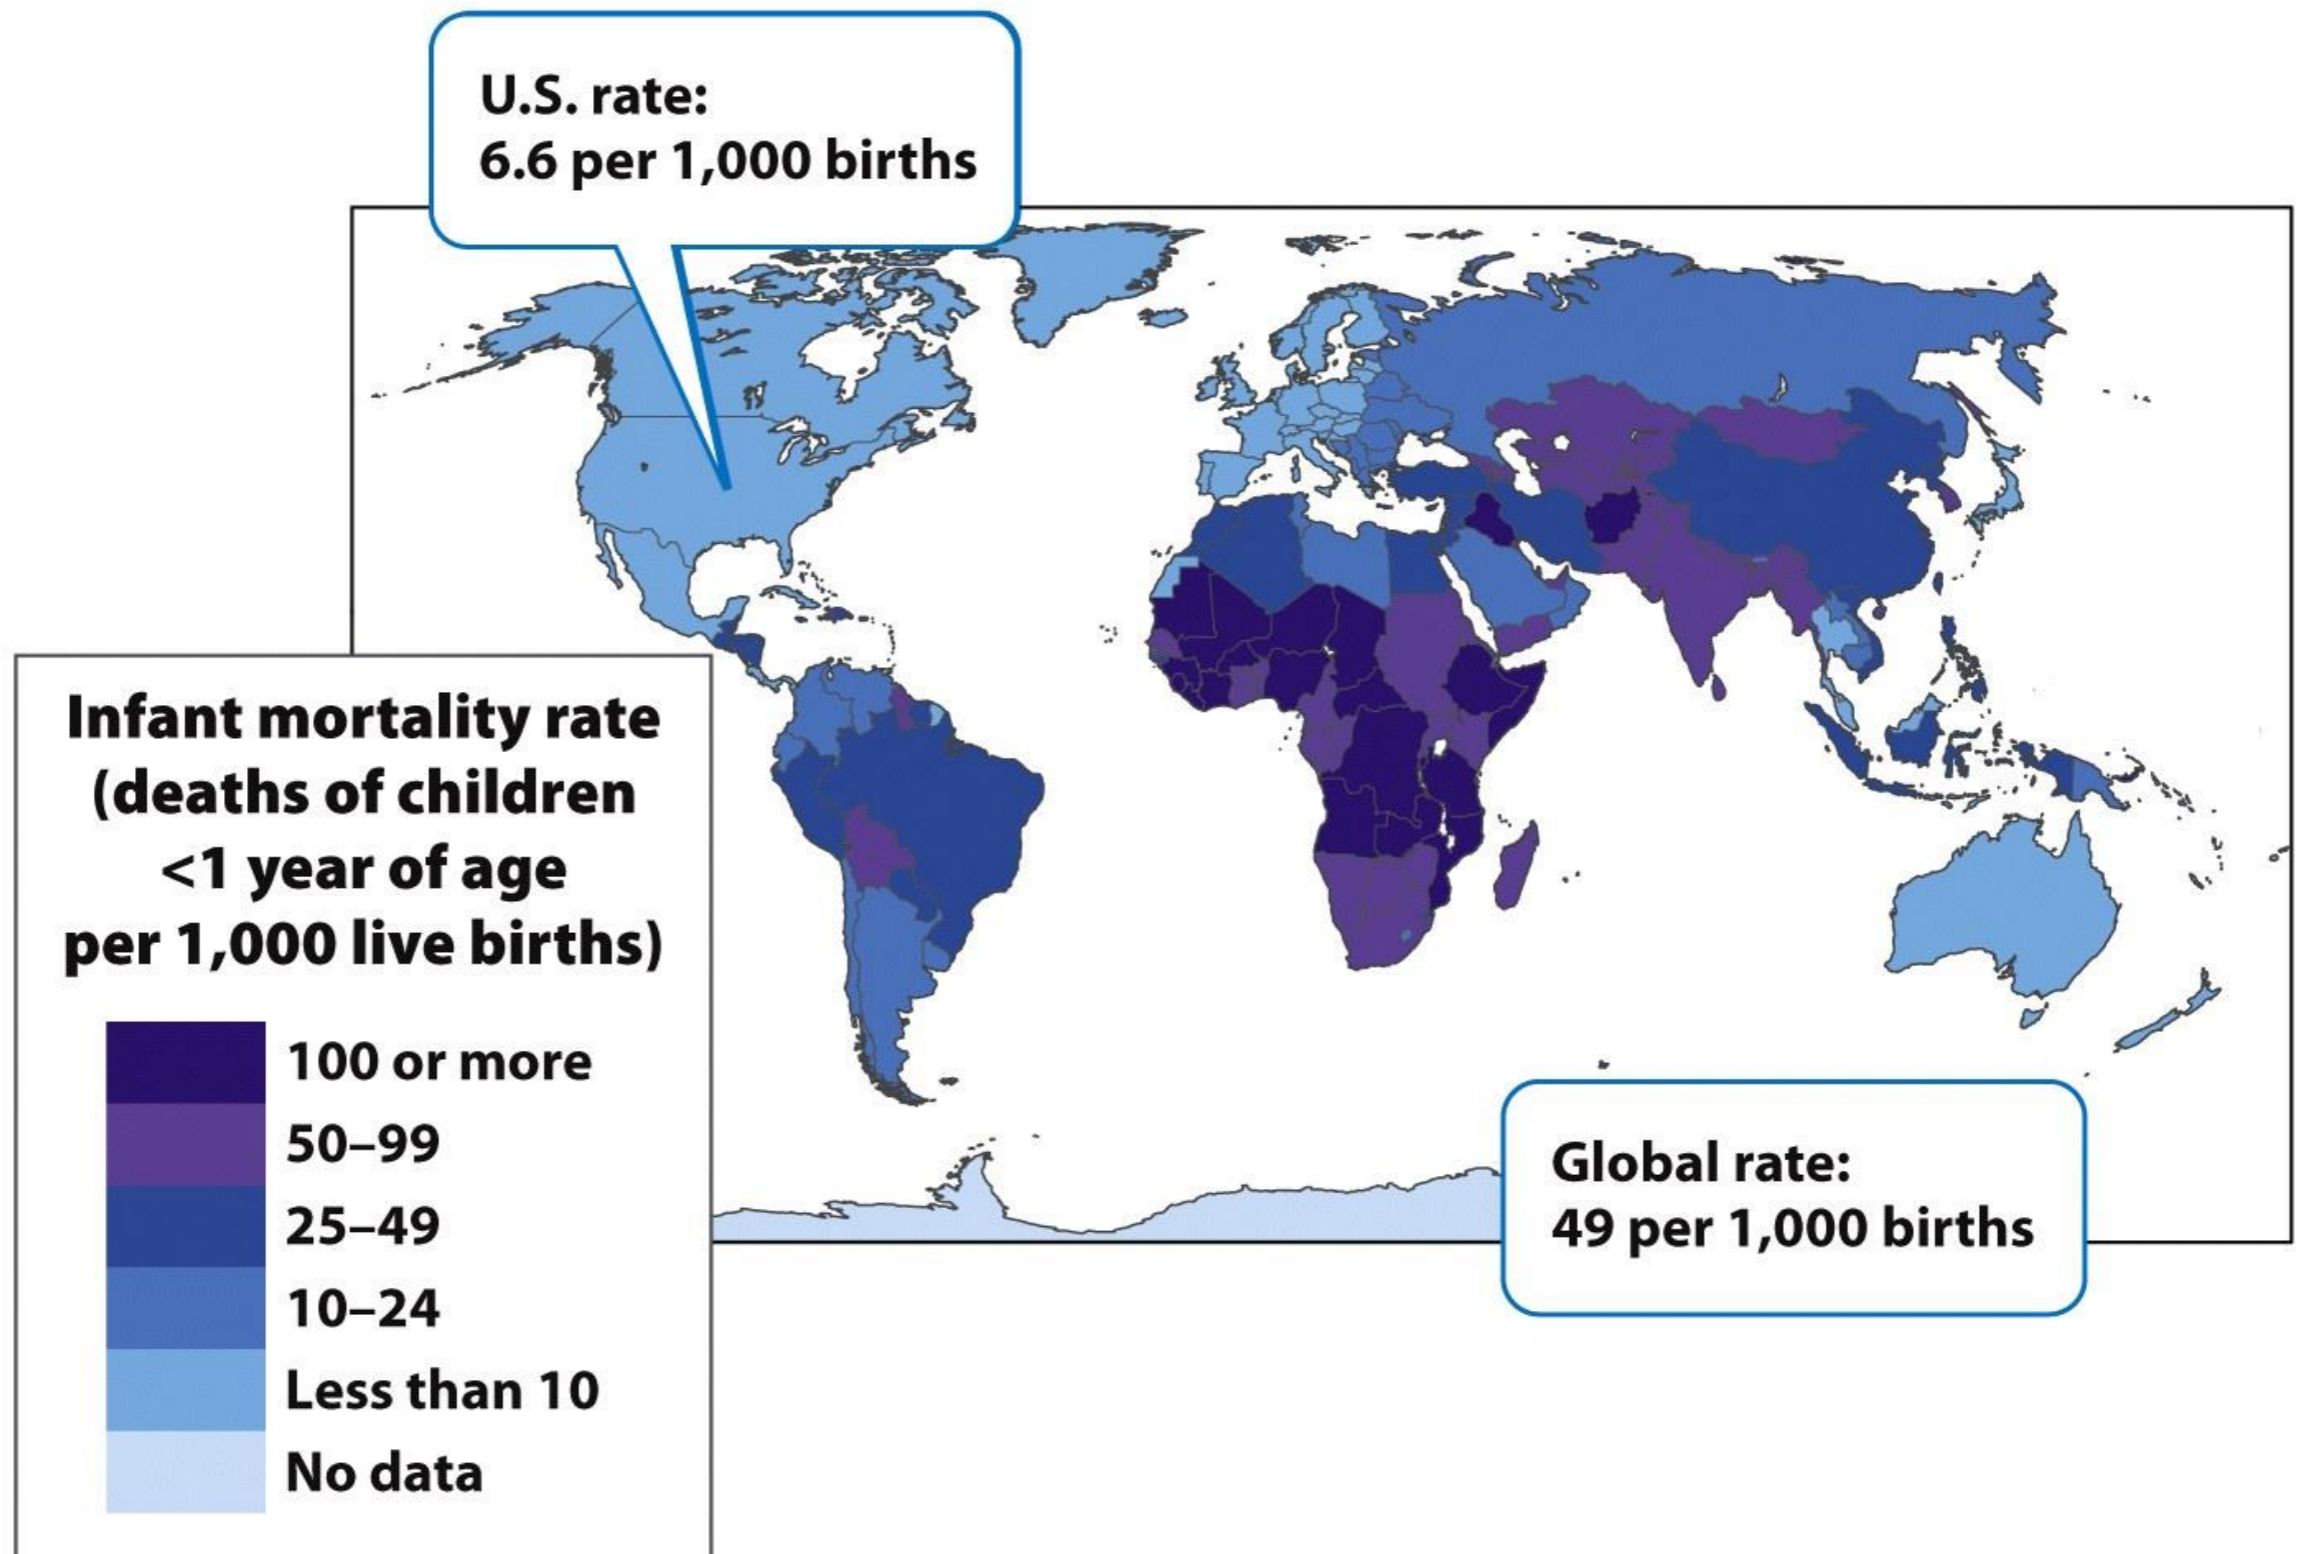 U.S. rate:
6.6 per 1,000 births
Infant mortality rate
(deaths of children
<1 year of age
per 1,000 live births)
100 or more
50–99
25–49
10–24
Less than 10
No data
Global rate:
49 per 1,000 births